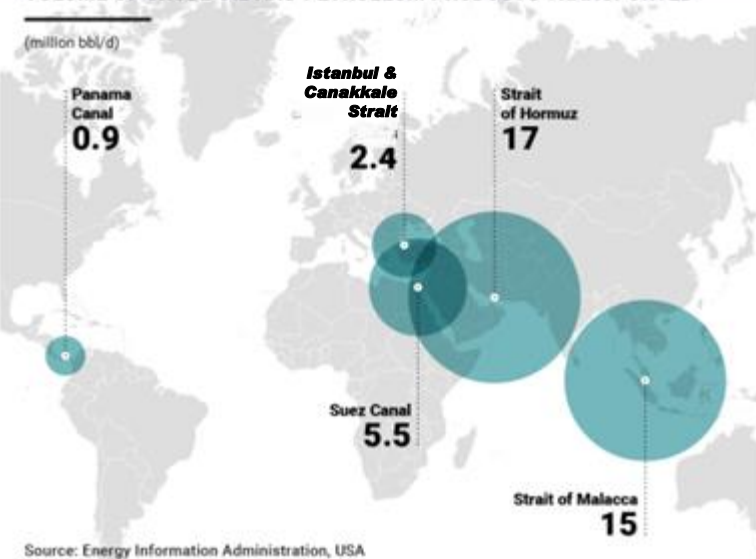 (million bbl/d)
Panama
Canal
0.9
Istanbul &
Canakkale
Strait
2.4
Strait
of Hormuz
17
Suez Canal
5.5
Strait of Malacca
15
Source: Energy Information Administration, USA